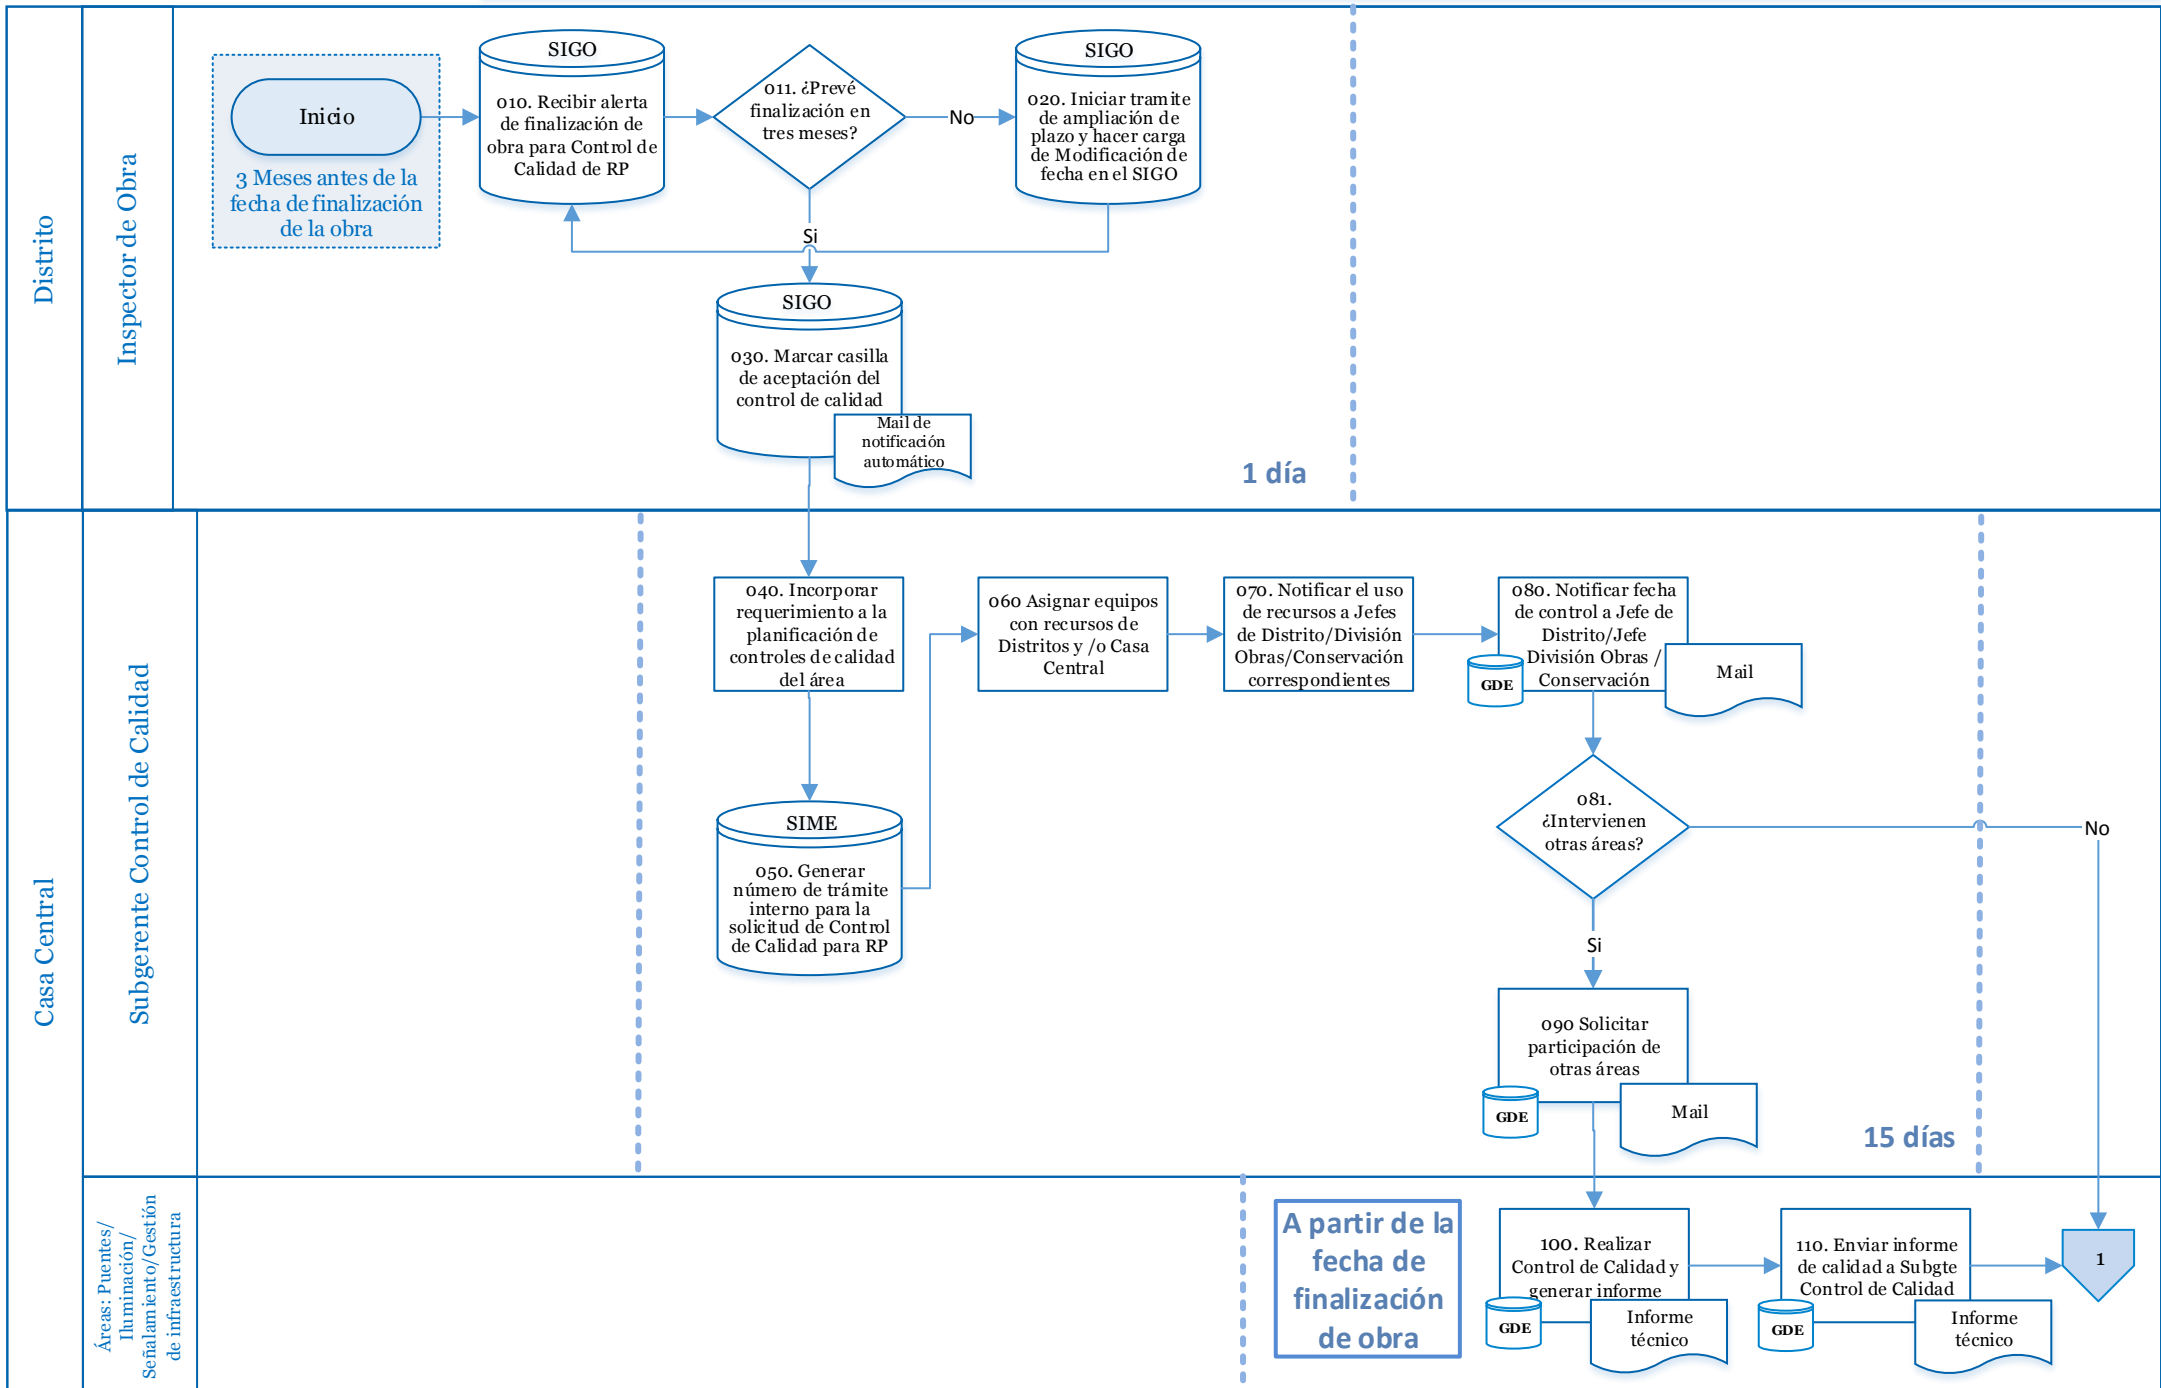 Distrito
Inspector de Obra
Inicio
3 Meses antes de la
fecha de finalización
de la obra
SIGO
010. Recibir alerta
de finalización de
obra para Control de
Calidad de RP
011. ¿Prevé
finalización en
tres meses?
No
SIGO
020. Iniciar tramite
de ampliación de
plazo y hacer carga
de Modificación de
fecha en el SIGO
Si
SIGO
030. Marcar casilla
de aceptación del
control de calidad
Mail de
notificación
automático
1 día
Casa Central
Subgerente Control de Calidad
040. Incorporar
requerimiento a la
planificación de
controles de calidad
del área
SIME
050. Generar
número de trámite
interno para la
solicitud de Control
de Calidad para RP
060 Asignar equipos
con recursos de
Distritos y /o Casa
Central
070. Notificar el uso
de recursos a Jefes
de Distrito/División
Obras/Conservación
correspondientes
080. Notificar fecha
de control a Jefe de
Distrito/Jefe
División Obras /
Conservación
GDE
Mail
081.
¿Intervienen
otras áreas?
No
Si
090 Solicitar
participación de
otras áreas
GDE
Mail
15 días
Áreas: Puentes/
Iluminación/
Señalamiento/Gestión
de infraestructura
A partir de la
fecha de
finalización
de obra
100. Realizar
Control de Calidad y
generar informe
GDE
Informe
técnico
110. Enviar informe
de calidad a Subgte
Control de Calidad
GDE
Informe
técnico
1